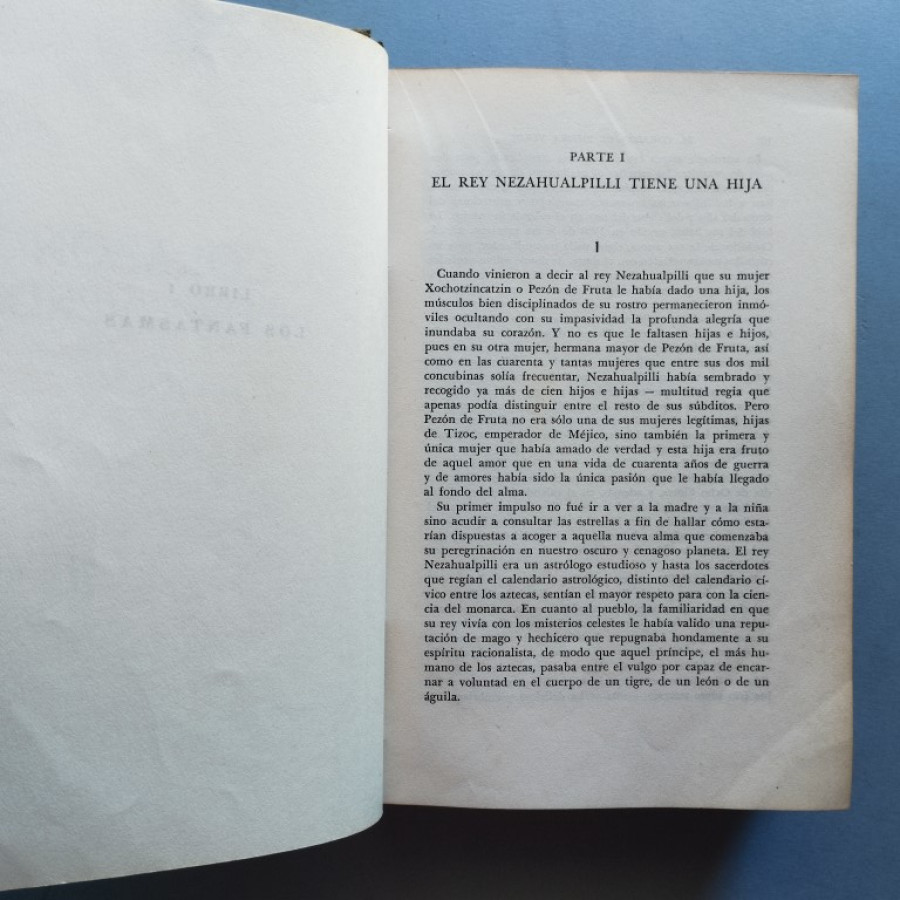 LIBRO I
LOS FANTASMAS
PARTE I
EL REY NEZAHUALPILLI TIENE UNA HIJA
1
Cuando vinieron a decir al rey Nezahualpilli que su mujer
Xochotzincatzin o Pezón de Fruta le había dado una hija, los
músculos bien disciplinados de su rostro permanecieron inmó-
viles ocultando con su impasividad la profunda alegría que
inundaba su corazón. Y no es que le faltasen hijas e hijos,
pues en su otra mujer, hermana mayor de Pezón de Fruta, así
como en las cuarenta y tantas mujeres que entre sus dos mil
concubinas solía frecuentar, Nezahualpilli había sembrado y
recogido ya más de cien hijos e hijas — multitud regia que
apenas podía distinguir entre el resto de sus súbditos. Pero
Pezón de Fruta no era sólo una de sus mujeres legítimas, hijas
de Tizoc, emperador de Méjico, sino también la primera y
única mujer que había amado de verdad y esta hija era fruto
de aquel amor que en una vida de cuarenta años de guerra
y de amores había sido la única pasión que le había llegado
al fondo del alma.
Su primer impulso no fué ir a ver a la madre y a la niña
sino acudir a consultar las estrellas a fin de hallar cómo esta-
rían dispuestas a acoger a aquella nueva alma que comenzaba
su peregrinación en nuestro oscuro y cenagoso planeta. El rey
Nezahualpilli era un astrólogo estudioso y hasta los sacerdotes
que regían el calendario astrológico, distinto del calendario cí-
vico entre los aztecas, sentían el mayor respeto para con la cien-
cia del monarca. En cuanto al pueblo, la familiaridad en que
su rey vivía con los misterios celestes le había valido una repu-
tación de mago y hechicero que repugnaba hondamente a su
espíritu racionalista, de modo que aquel príncipe, el más hu-
mano de los aztecas, pasaba entre el vulgo por capaz de encar-
nar a voluntad en el cuerpo de un tigre, de un león o de un
águila.